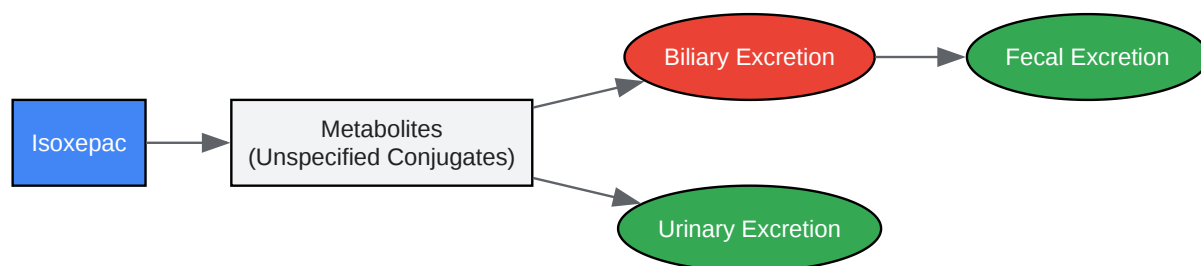 Isoxepac
Metabolites
(Unspecified Conjugates)
Biliary Excretion
Fecal Excretion
Urinary Excretion